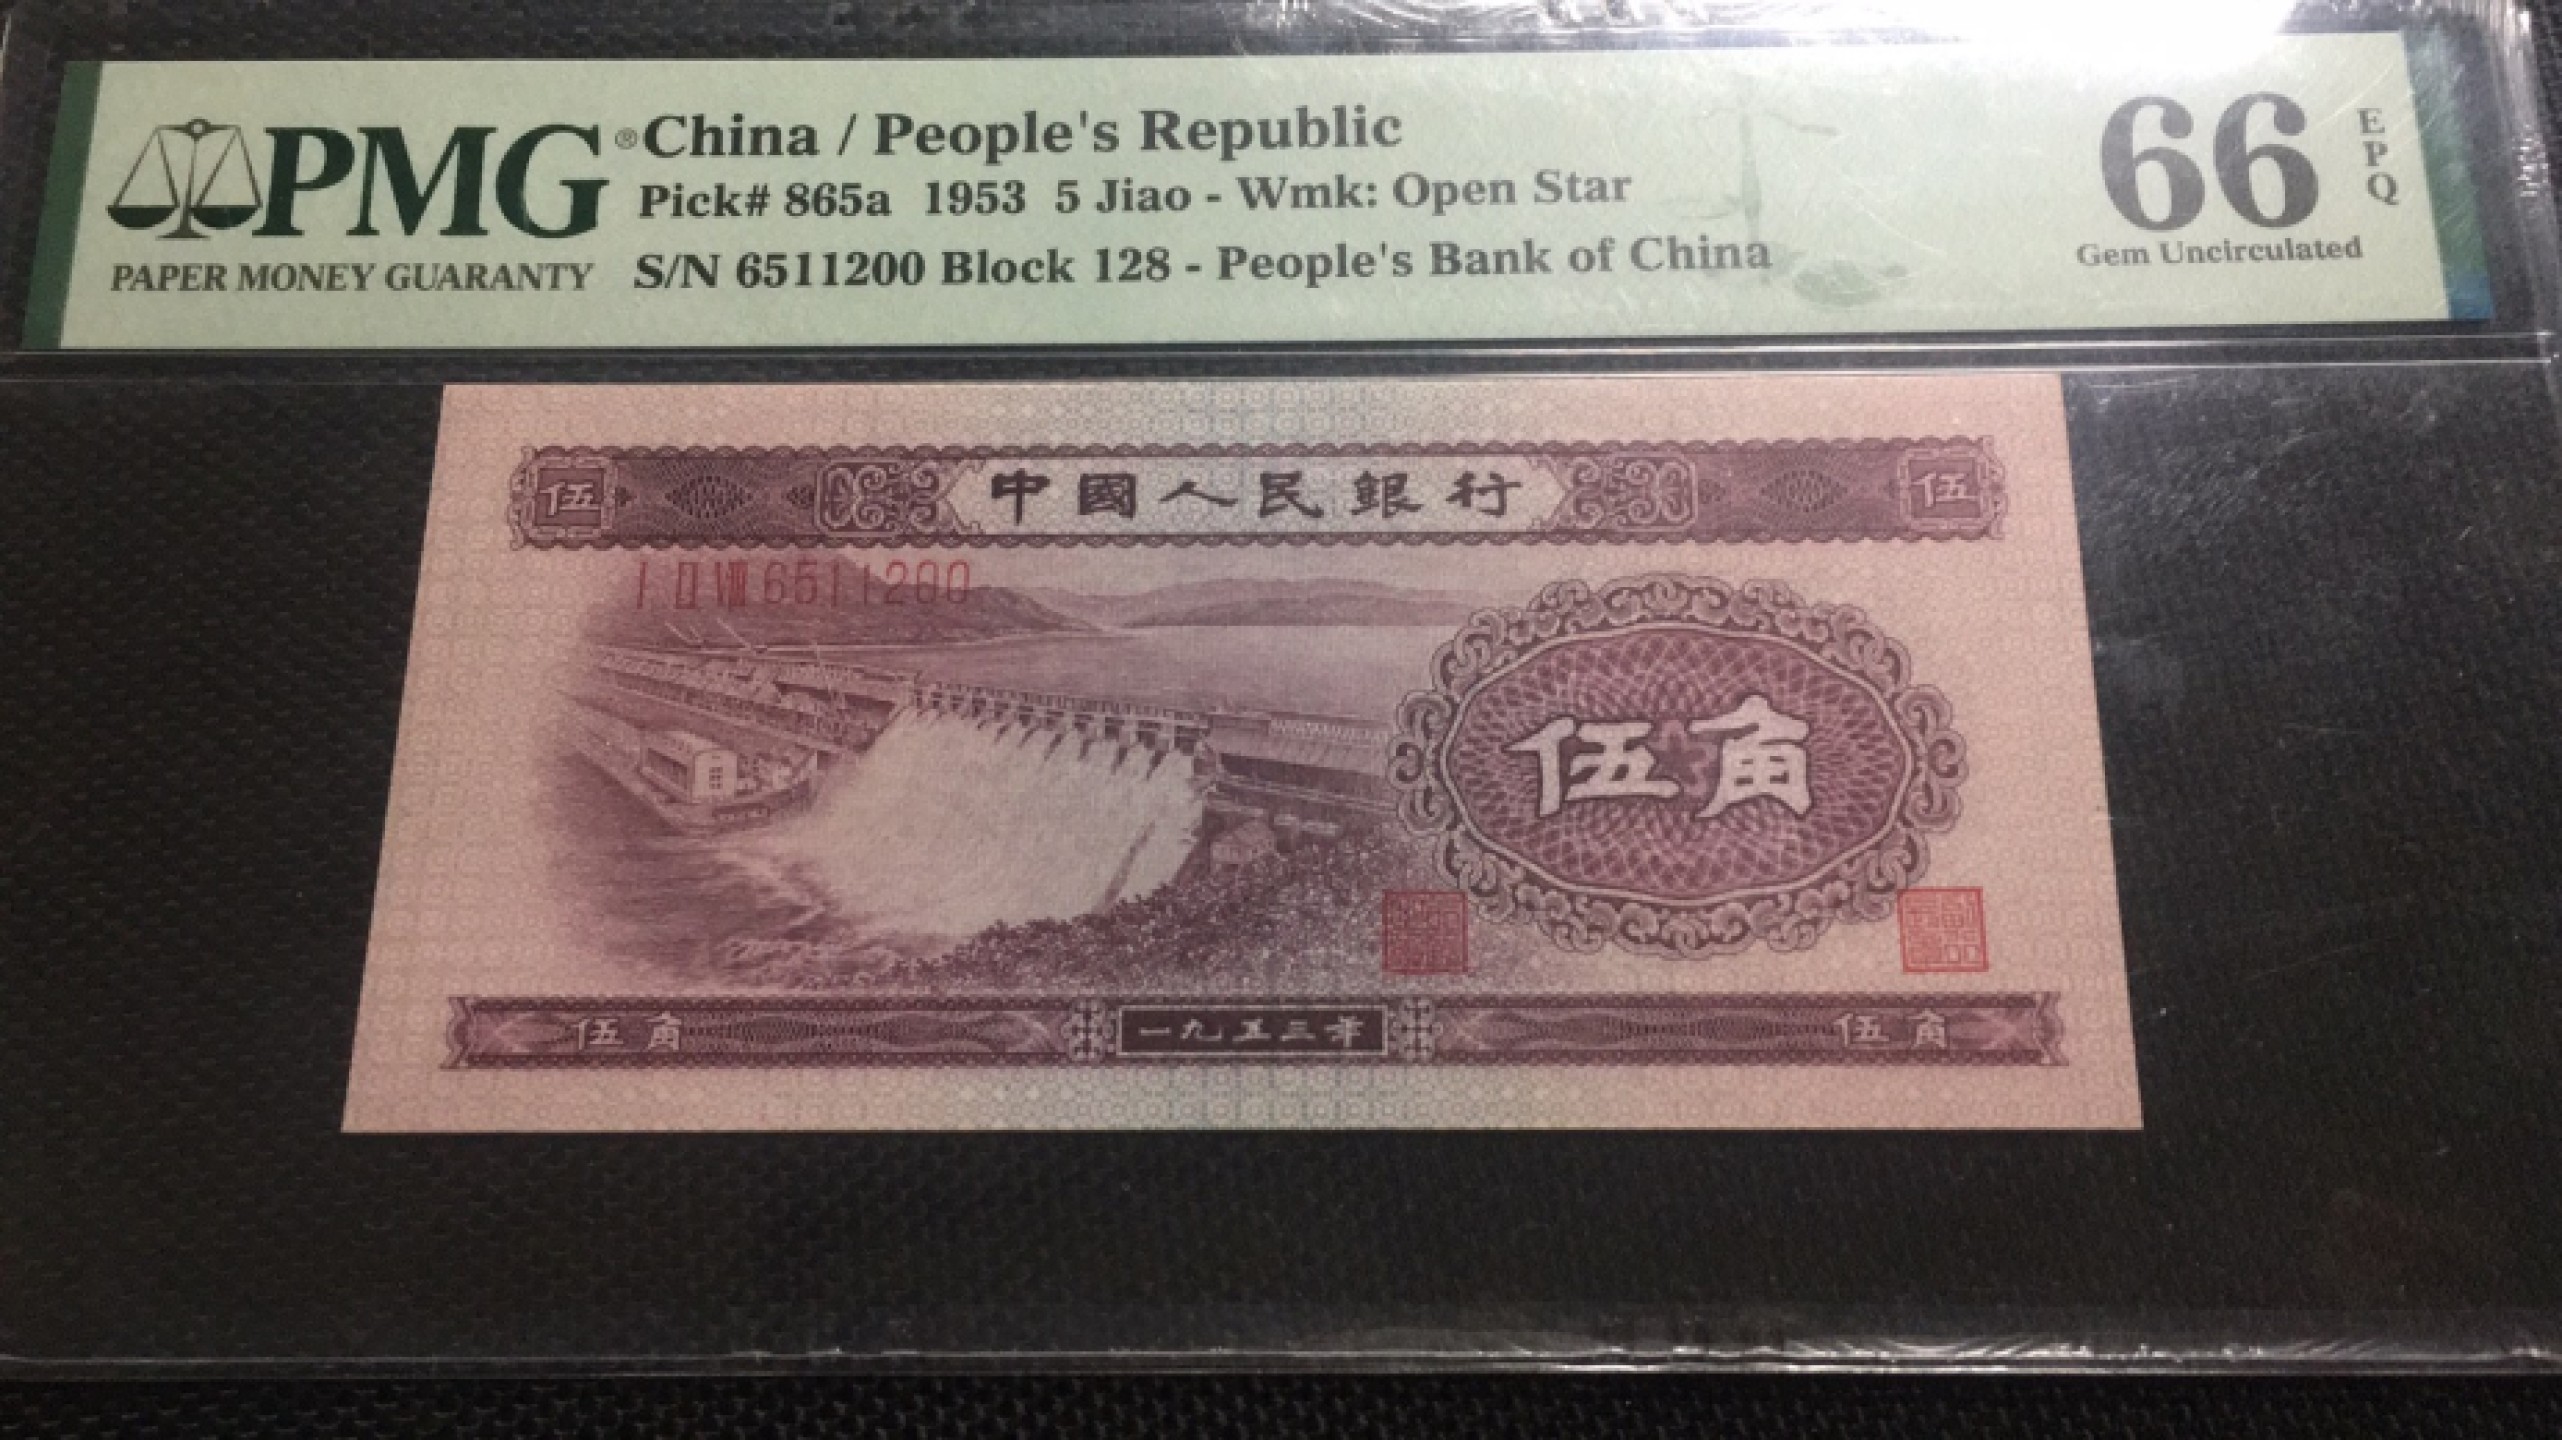 PMG® China / People's Republic
Pick# 865a 1953 5 Jiao - Wmk: Open Star
PAPER MONEY GUARANTY S/N 6511200 Block 128 - People's Bank of China
66 EPQ
Gem Uncirculated
伍 中國人民銀行 伍
I II VIII 6511200
伍角
伍角 一九五三年 伍角